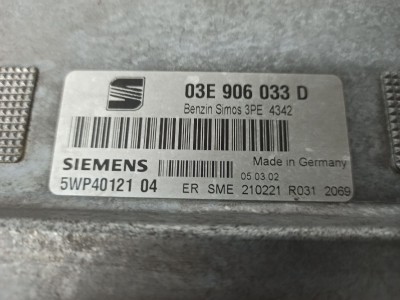 03E 906 033 D
Benzin Simos 3PE 4342
SIEMENS
Made in Germany
05.03.02
5WP40121 04
ER SME 210221 R031 2069